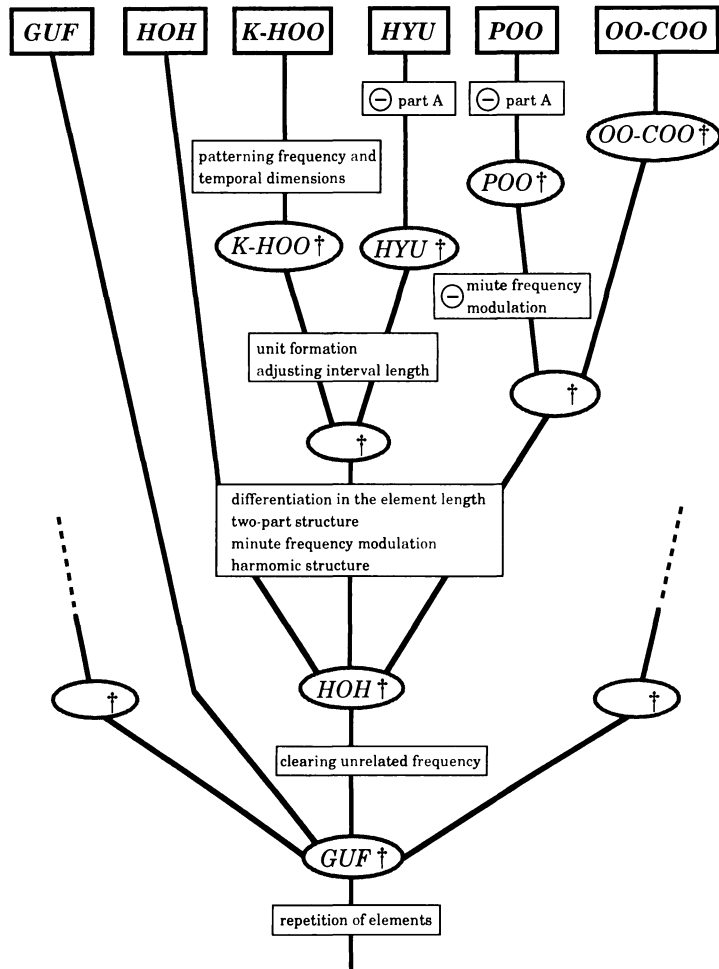 GUF HOH K-HOO HYU POO OO-COO
⊖ part A ⊖ part A
OO-COO †
patterning frequency and
temporal dimensions
POO †
K-HOO † HYU †
⊖ miute frequency
modulation
unit formation
adjusting interval length
†
†
differentiation in the element length
two-part structure
minute frequency modulation
harmomic structure
HOH †
† †
clearing unrelated frequency
GUF †
repetition of elements